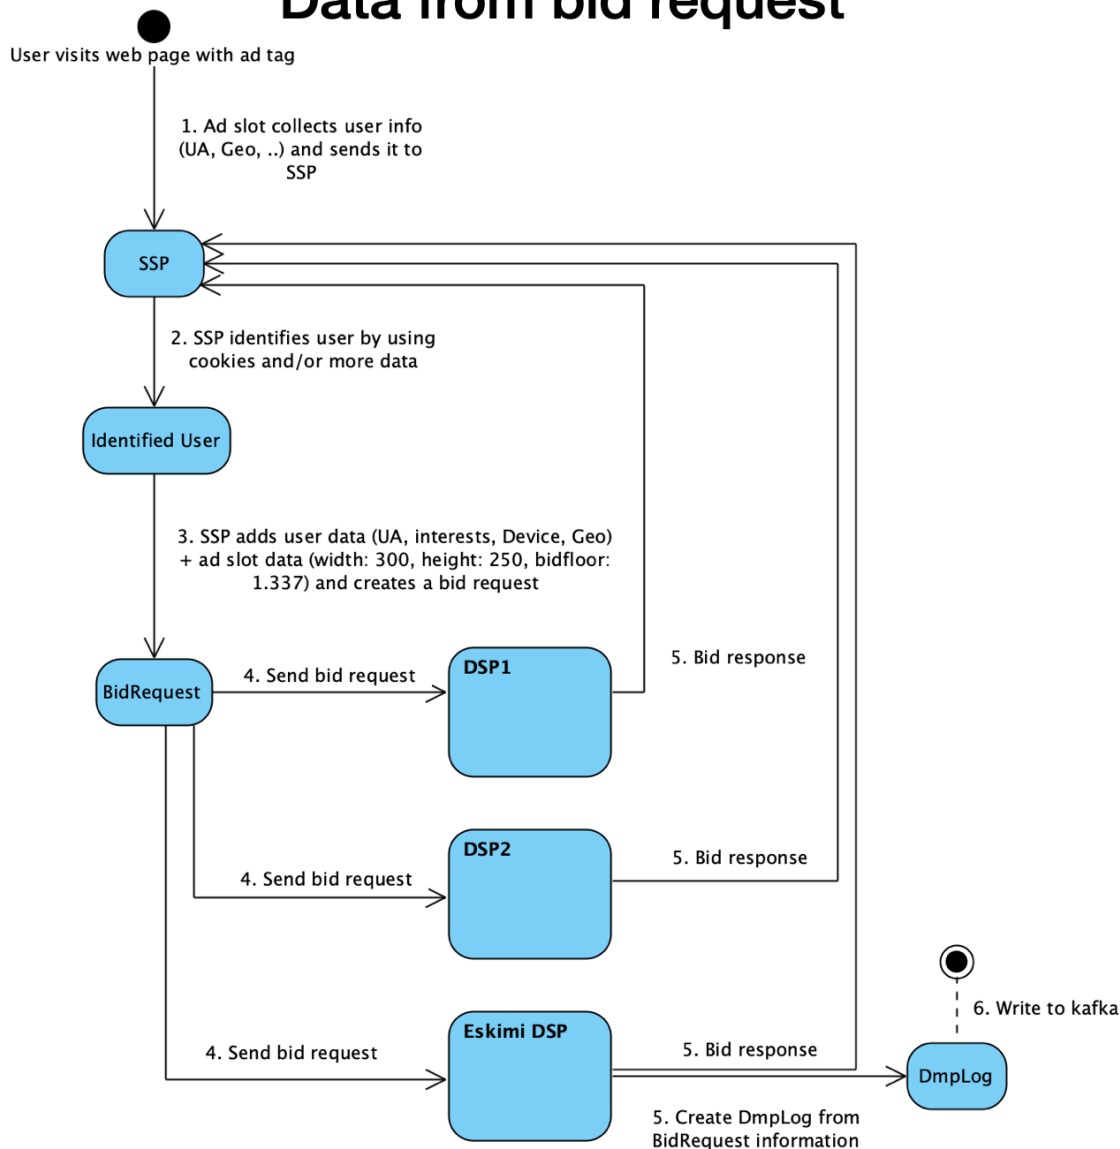 Data from bid request
User visits web page with ad tag
1. Ad slot collects user info
(UA, Geo, ..) and sends it to
SSP
SSP
2. SSP identifies user by using
cookies and/or more data
Identified User
3. SSP adds user data (UA, interests, Device, Geo)
+ ad slot data (width: 300, height: 250, bidfloor:
1.337) and creates a bid request
BidRequest
4. Send bid request
DSP1
5. Bid response
4. Send bid request
DSP2
5. Bid response
4. Send bid request
Eskimi DSP
5. Bid response
5. Create DmpLog from
BidRequest information
DmpLog
6. Write to kafka